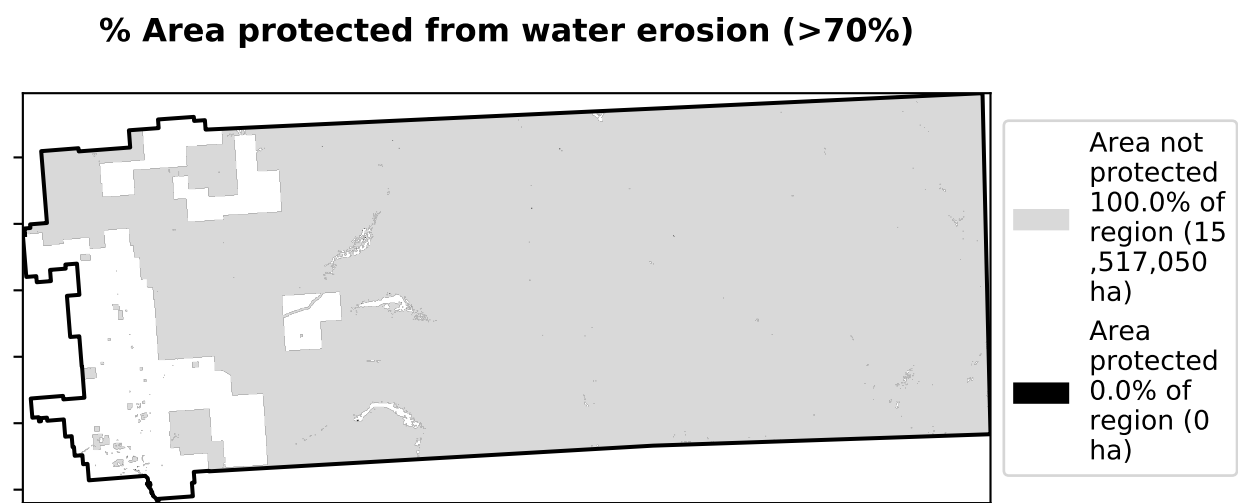 % Area protected from water erosion (>70%)
Area not
protected
100.0% of
region (15
,517,050
ha)
Area
protected
0.0% of
region (0
ha)